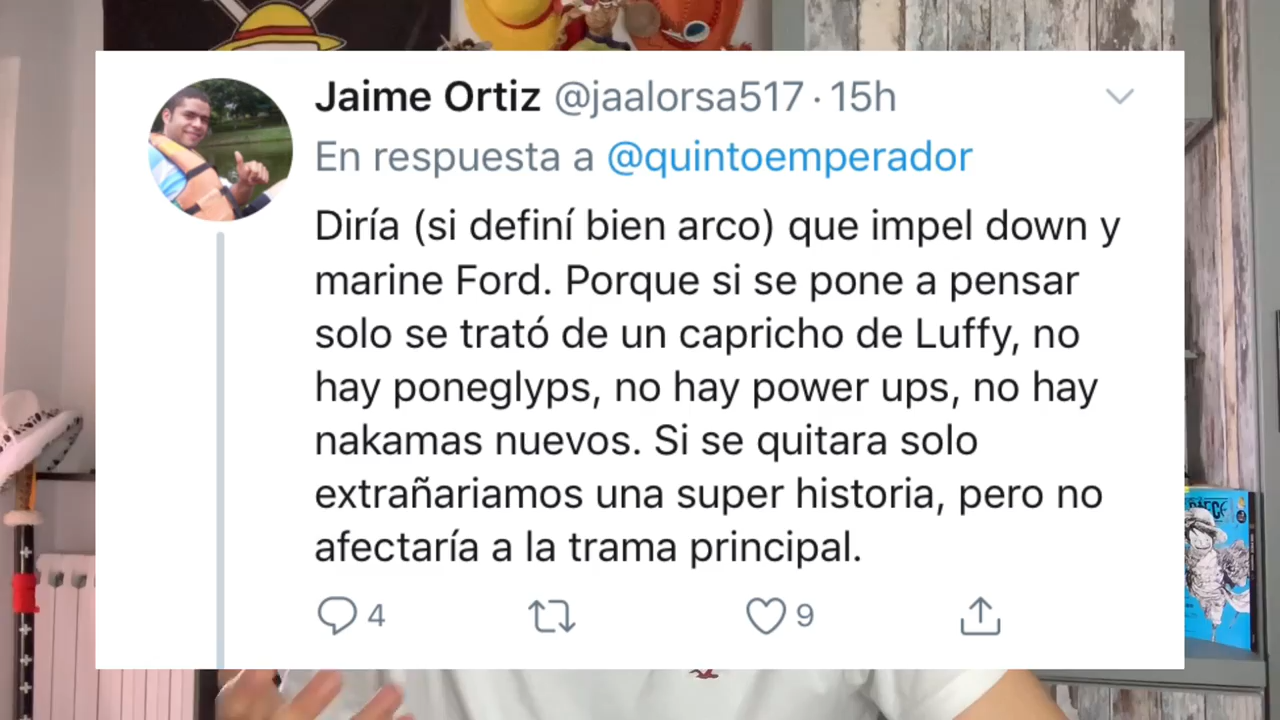 Jaime Ortiz @jaalorsa517 · 15h
En respuesta a @quintoemperador
Diría (si definí bien arco) que impel down y
marine Ford. Porque si se pone a pensar
solo se trató de un capricho de Luffy, no
hay poneglyps, no hay power ups, no hay
nakamas nuevos. Si se quitara solo
extrañariamos una super historia, pero no
afectaría a la trama principal.
4 9